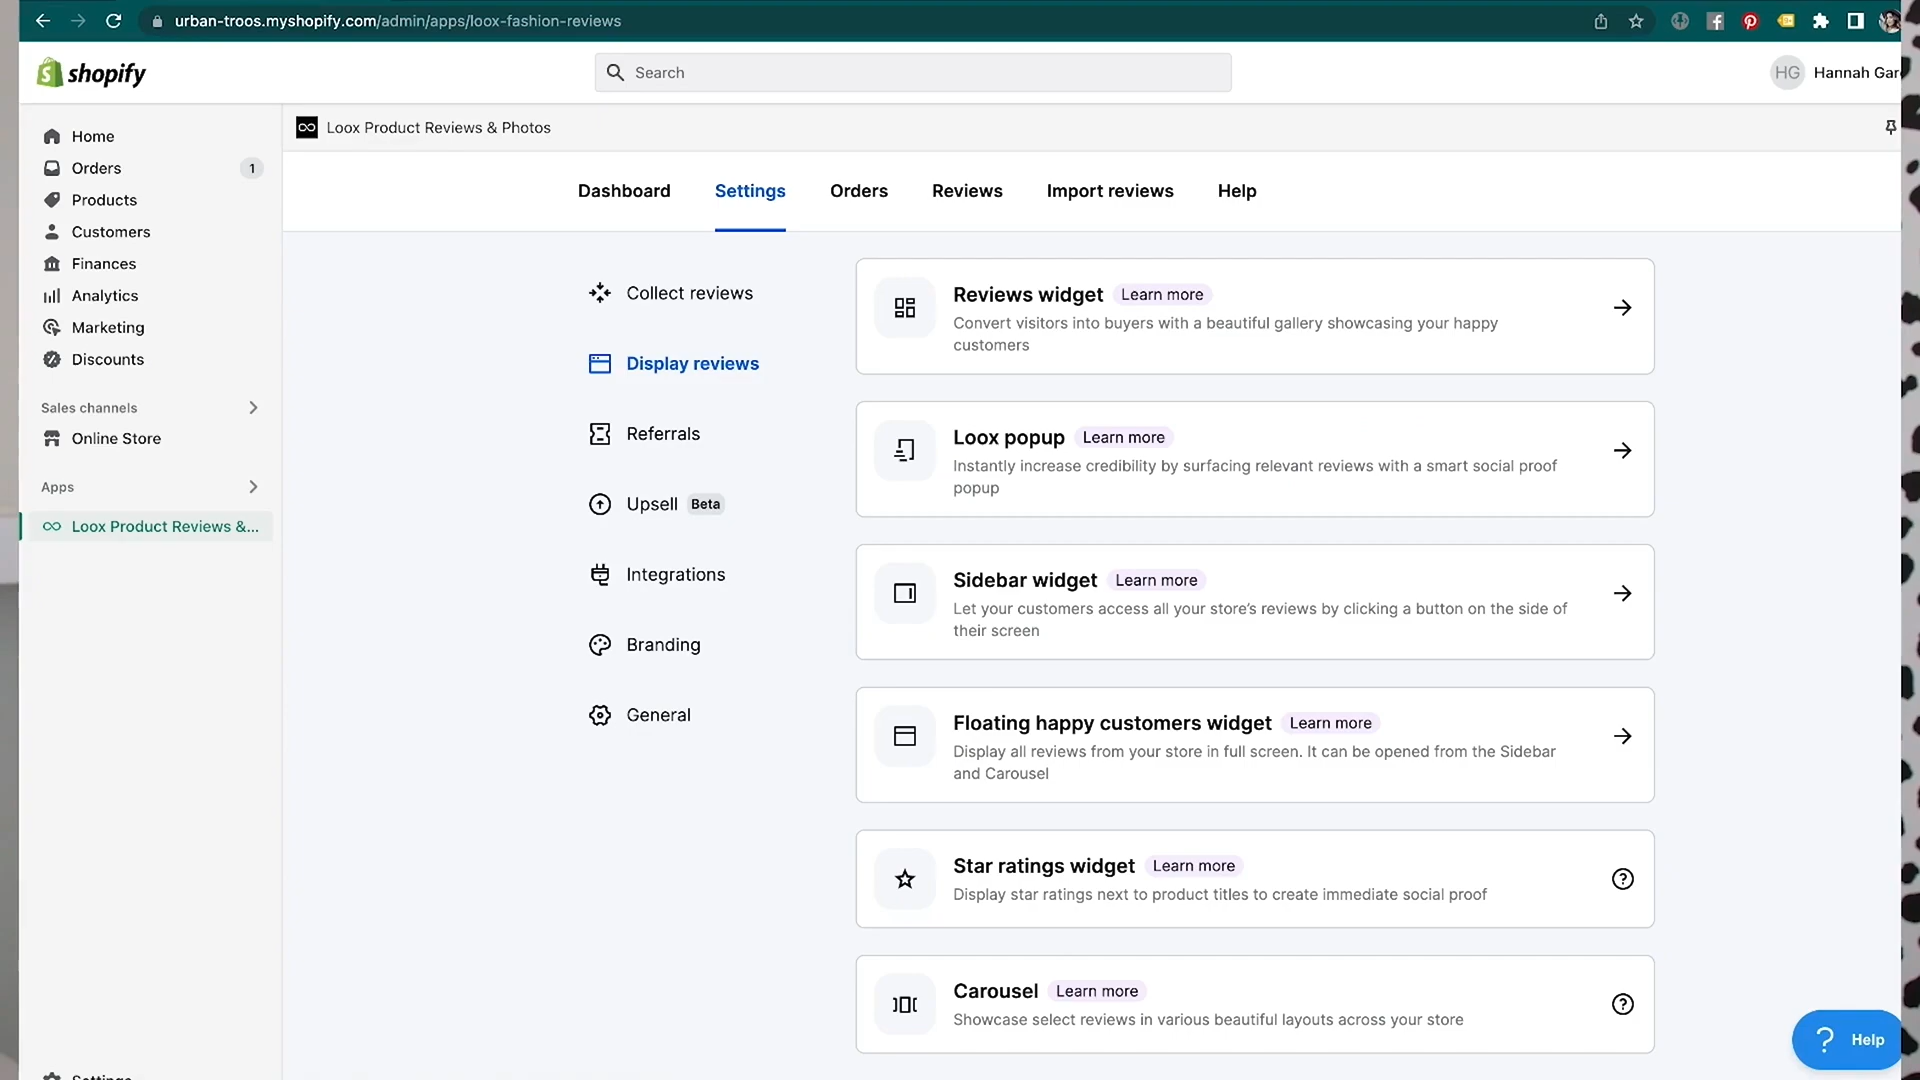 urban-troos.myshopify.com/admin/apps/loox-fashion-reviews
shopify
Search
HG
Hannah Gar
Home
Orders
1
Products
Customers
Finances
Analytics
Marketing
Discounts
Sales channels
Online Store
Apps
Loox Product Reviews &...
Loox Product Reviews & Photos
Dashboard
Settings
Orders
Reviews
Import reviews
Help
Collect reviews
Display reviews
Referrals
Upsell
Beta
Integrations
Branding
General
Reviews widget
Learn more
Convert visitors into buyers with a beautiful gallery showcasing your happy
customers
Loox popup
Learn more
Instantly increase credibility by surfacing relevant reviews with a smart social proof
popup
Sidebar widget
Learn more
Let your customers access all your store’s reviews by clicking a button on the side of
their screen
Floating happy customers widget
Learn more
Display all reviews from your store in full screen. It can be opened from the Sidebar
and Carousel
Star ratings widget
Learn more
Display star ratings next to product titles to create immediate social proof
Carousel
Learn more
Showcase select reviews in various beautiful layouts across your store
? Help